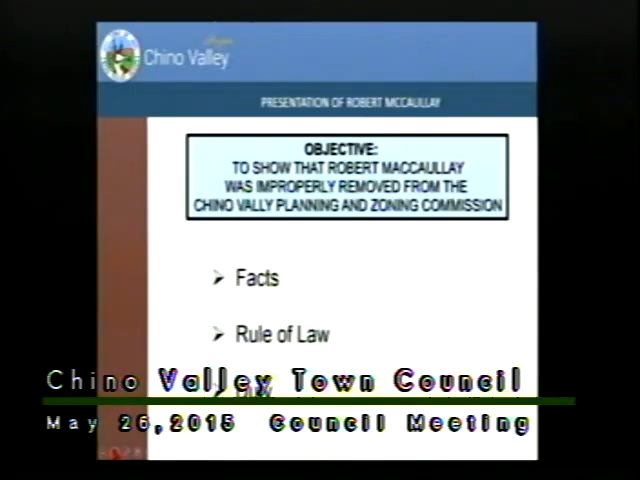 Chino Valley
PRESENTATION OF ROBERT MCCAULLAY
OBJECTIVE:
TO SHOW THAT ROBERT MACCAULLAY
WAS IMPROPERLY REMOVED FROM THE
CHINO VALLY PLANNING AND ZONING COMMISSION
Facts
Rule of Law
Chino Valley Town Council
May 26,2015 Council Meeting